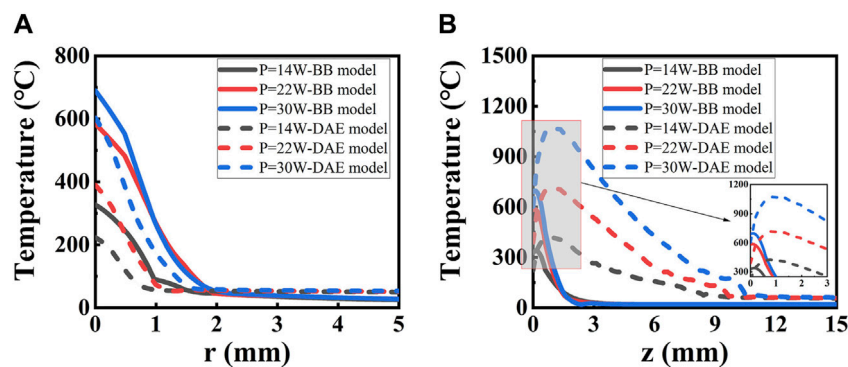 A
Temperature (°C)
800
600
400
200
0
0 1 2 3 4 5
r (mm)
P=14W-BB model
P=22W-BB model
P=30W-BB model
P=14W-DAE model
P=22W-DAE model
P=30W-DAE model
B
Temperature (°C)
1500
1200
900
600
300
0
0 3 6 9 12 15
z (mm)
P=14W-BB model
P=22W-BB model
P=30W-BB model
P=14W-DAE model
P=22W-DAE model
P=30W-DAE model
1200
900
600
300
0 1 2 3